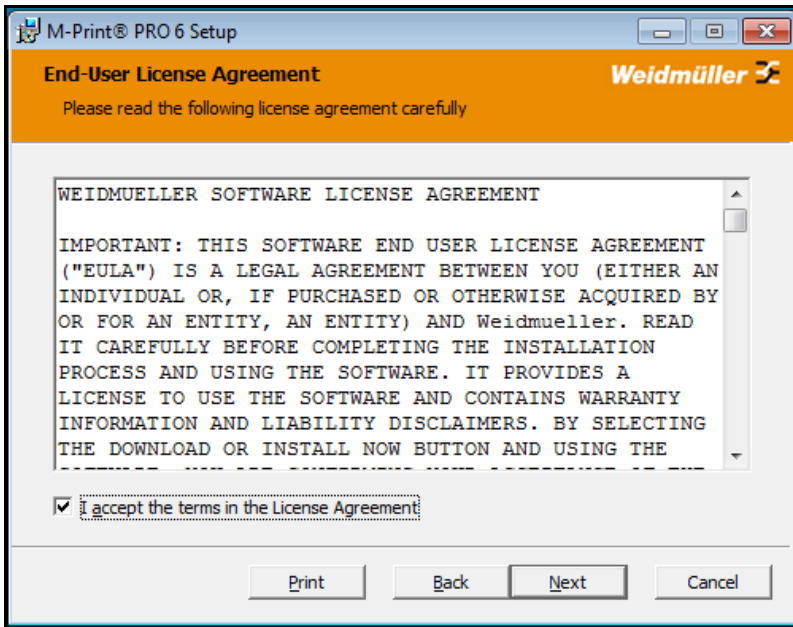 M-Print® PRO 6 Setup
End-User License Agreement
Weidmüller
Please read the following license agreement carefully
WEIDMUELLER SOFTWARE LICENSE AGREEMENT
IMPORTANT: THIS SOFTWARE END USER LICENSE AGREEMENT
("EULA") IS A LEGAL AGREEMENT BETWEEN YOU (EITHER AN
INDIVIDUAL OR, IF PURCHASED OR OTHERWISE ACQUIRED BY
OR FOR AN ENTITY, AN ENTITY) AND Weidmueller. READ
IT CAREFULLY BEFORE COMPLETING THE INSTALLATION
PROCESS AND USING THE SOFTWARE. IT PROVIDES A
LICENSE TO USE THE SOFTWARE AND CONTAINS WARRANTY
INFORMATION AND LIABILITY DISCLAIMERS. BY SELECTING
THE DOWNLOAD OR INSTALL NOW BUTTON AND USING THE
I accept the terms in the License Agreement
Print
Back
Next
Cancel